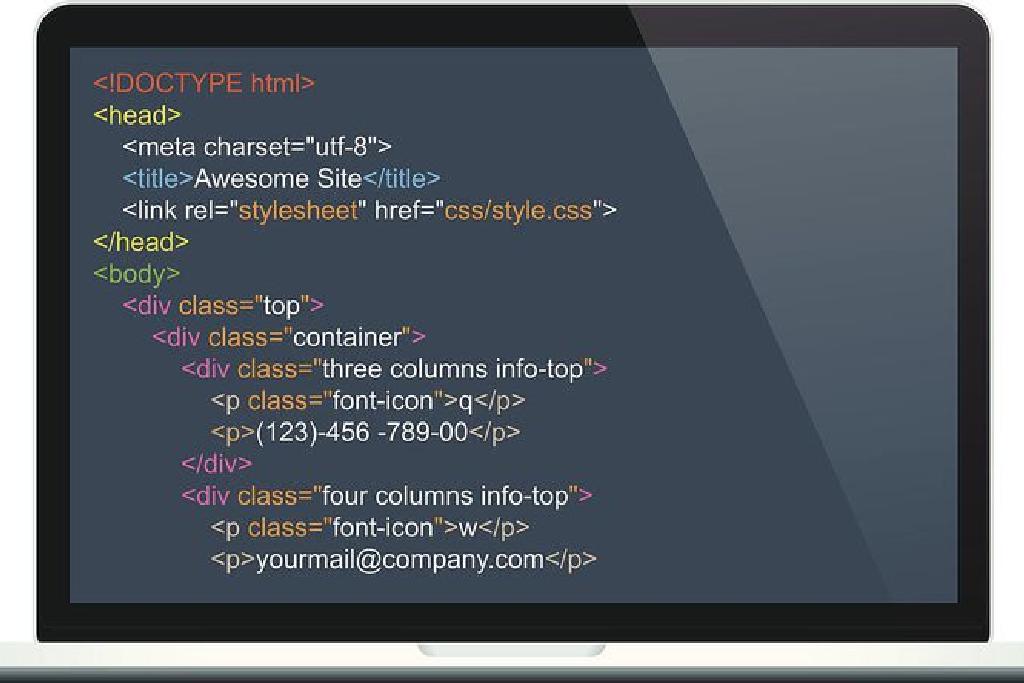 <!DOCTYPE html>
<head>
<meta charset="utf-8">
<title>Awesome Site</title>
<link rel="stylesheet" href="css/style.css">
</head>
<body>
<div class="top">
<div class="container">
<div class="three columns info-top">
<p class="font-icon">q</p>
<p>(123)-456 -789-00</p>
</div>
<div class="four columns info-top">
<p class="font-icon">w</p>
<p>yourmail@company.com</p>